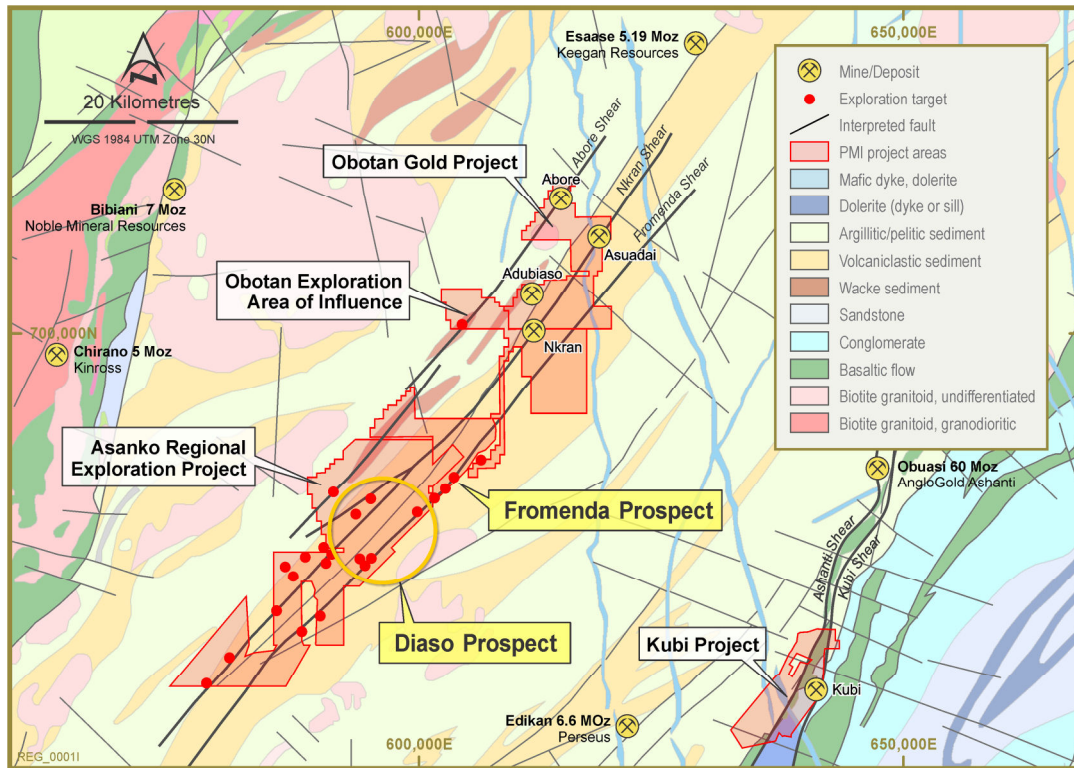 600,000E
650,000E
Esaase 5.19 Moz
Keegan Resources
20 Kilometres
WGS 1984 UTM Zone 30N
Mine/Deposit
Exploration target
Interpreted fault
PMI project areas
Mafic dyke, dolerite
Dolerite (dyke or sill)
Argillitic/pelitic sediment
Volcaniclastic sediment
Wacke sediment
Sandstone
Conglomerate
Basaltic flow
Biotite granitoid, undifferentiated
Biotite granitoid, granodioritic
Abore Shear
Nkran Shear
Fromenda Shear
Obotan Gold Project
Abore
Bibiani 7 Moz
Noble Mineral Resources
Asuadai
Adubiaso
Obotan Exploration
Area of Influence
700,000N
Nkran
Chirano 5 Moz
Kinross
Asanko Regional
Exploration Project
Obuasi 60 Moz
AngloGold Ashanti
Fromenda Prospect
Ashanti Shear
Kubi Shear
Diaso Prospect
Kubi Project
Kubi
Edikan 6.6 MOz
Perseus
REG_0001l
600,000E
650,000E